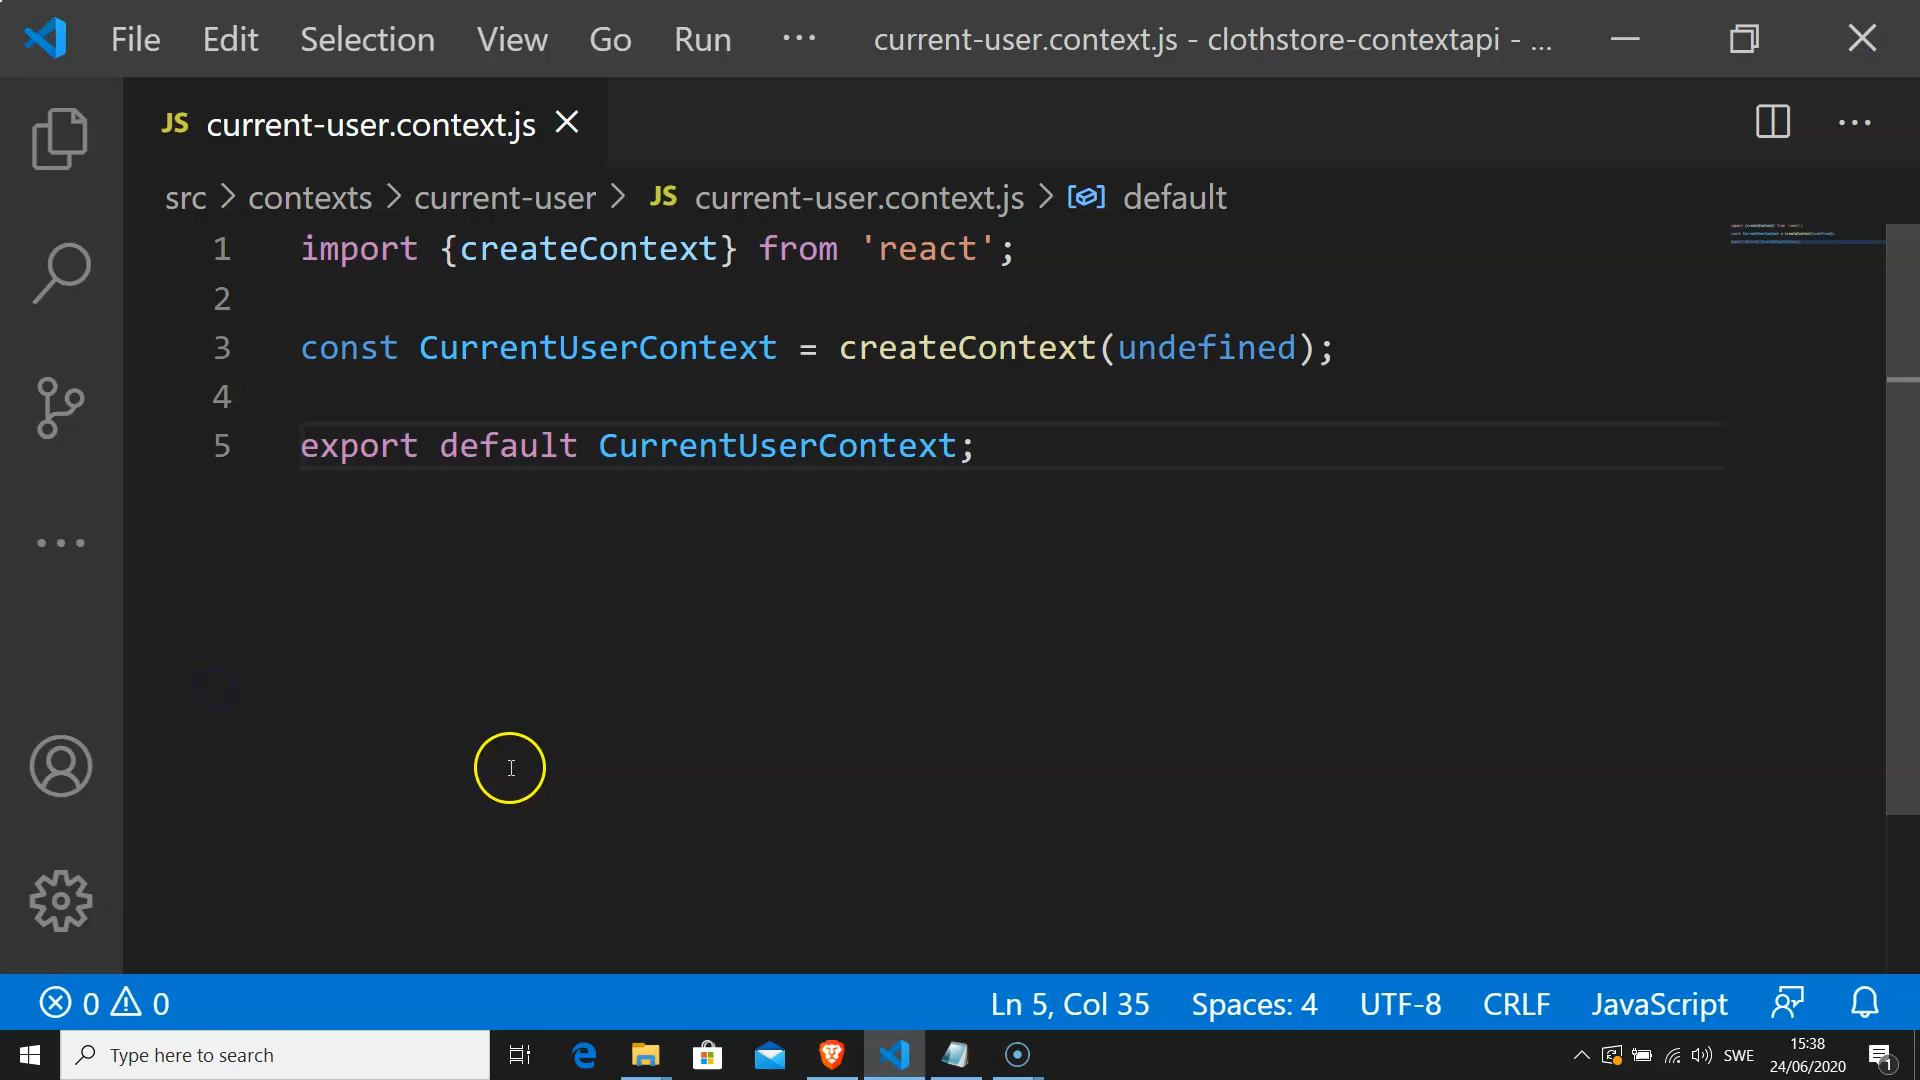 File Edit Selection View Go Run ··· current-user.context.js - clothstore-contextapi - ...
JS current-user.context.js
src > contexts > current-user > JS current-user.context.js > default
1 import {createContext} from 'react';
2
3 const CurrentUserContext = createContext(undefined);
4
5 export default CurrentUserContext;
0 0 Ln 5, Col 35 Spaces: 4 UTF-8 CRLF JavaScript
Type here to search SWE 15:38
24/06/2020 1